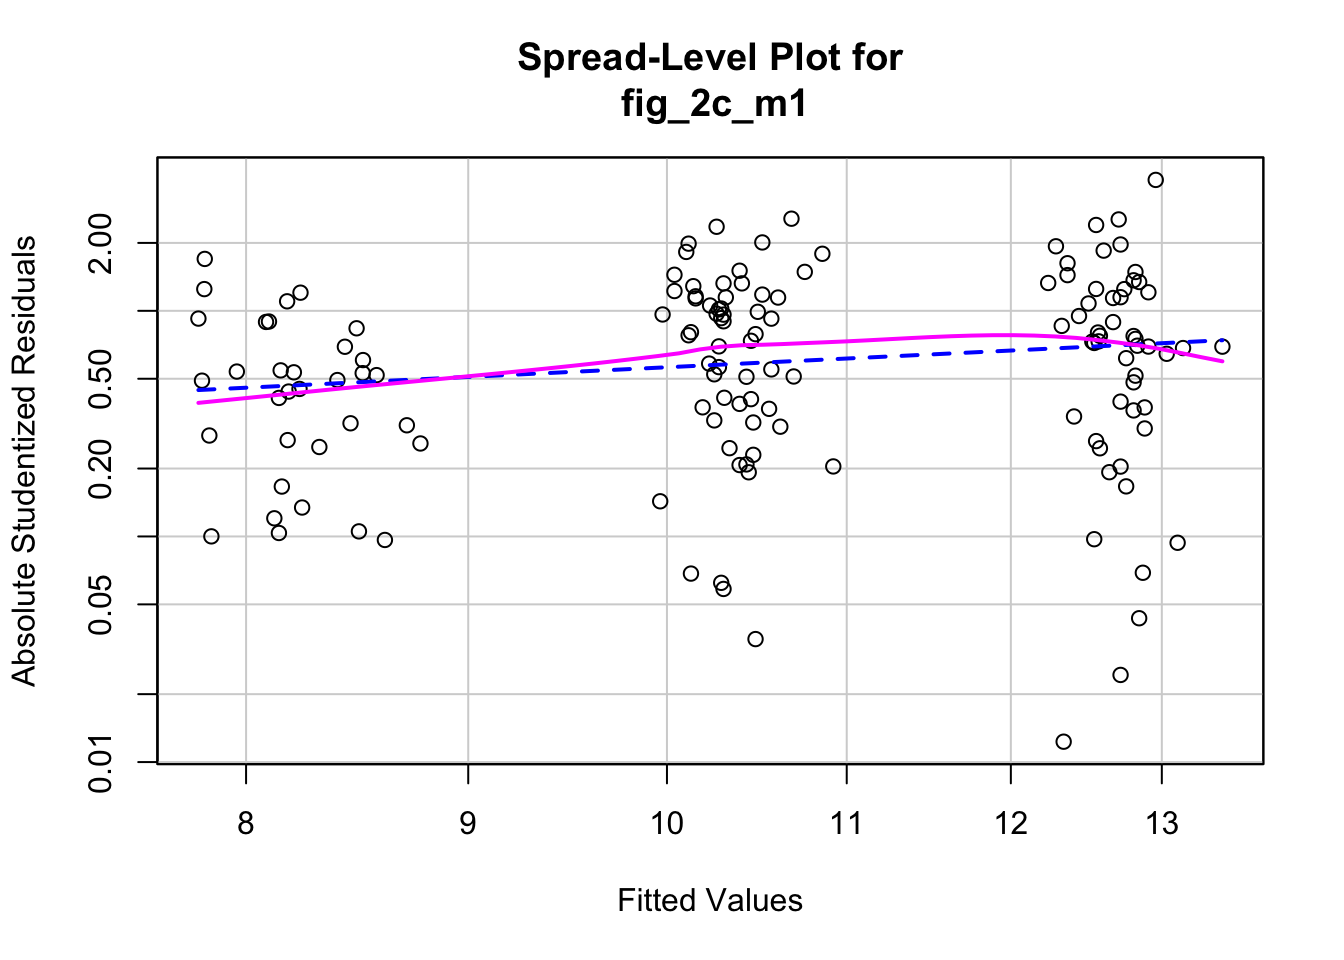 Spread-Level Plot for
fig_2c_m1
Absolute Studentized Residuals
2.00
0.50
0.20
0.05
0.01
8 9 10 11 12 13
Fitted Values